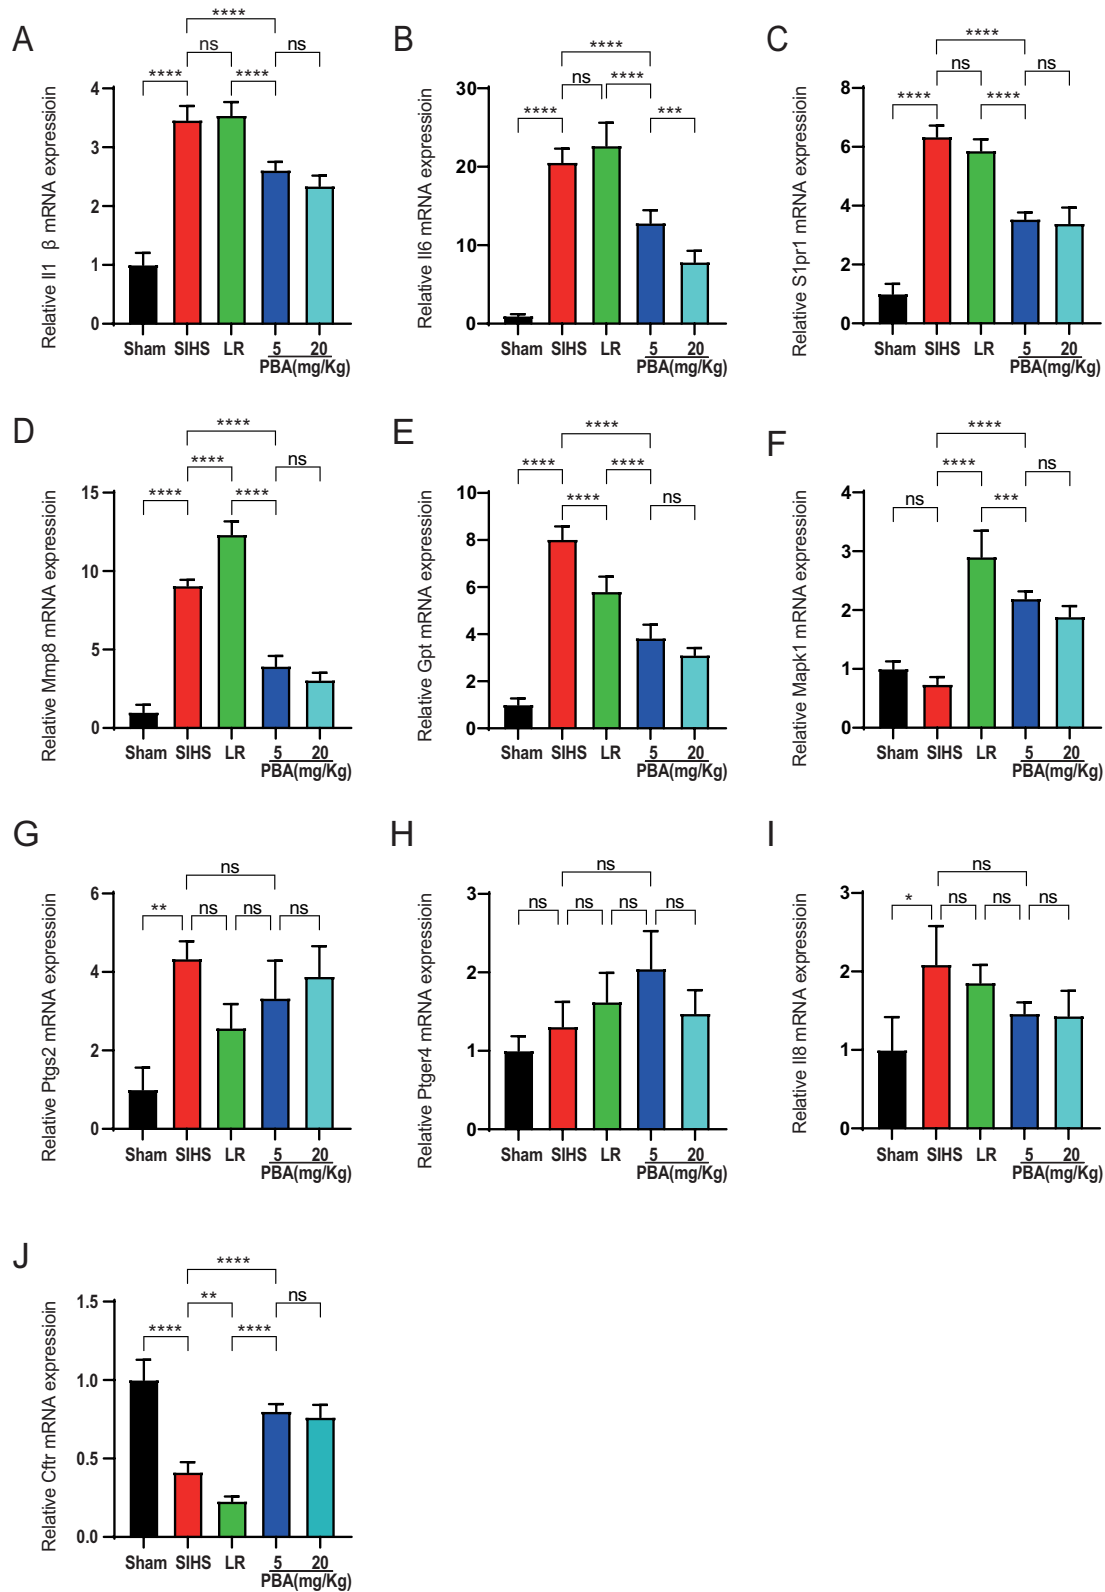 A
Relative Il1 β mRNA expressioin
****
ns
ns
****
****
4
3
2
1
0
Sham SIHS LR 5 20
PBA(mg/Kg)
B
Relative Il6 mRNA expressioin
****
ns
****
****
***
30
20
10
0
Sham SIHS LR 5 20
PBA(mg/Kg)
C
Relative S1pr1 mRNA expressioin
****
ns
ns
****
****
8
6
4
2
0
Sham SIHS LR 5 20
PBA(mg/Kg)
D
Relative Mmp8 mRNA expressioin
****
****
ns
****
****
15
10
5
0
Sham SIHS LR 5 20
PBA(mg/Kg)
E
Relative Gpt mRNA expressioin
****
****
****
****
ns
10
8
6
4
2
0
Sham SIHS LR 5 20
PBA(mg/Kg)
F
Relative Mapk1 mRNA expressioin
****
****
ns
ns
***
4
3
2
1
0
Sham SIHS LR 5 20
PBA(mg/Kg)
G
Relative Ptgs2 mRNA expressioin
ns
** ns ns ns
6
4
2
0
Sham SIHS LR 5 20
PBA(mg/Kg)
H
Relative Ptger4 mRNA expressioin
ns
ns ns ns ns
3
2
1
0
Sham SIHS LR 5 20
PBA(mg/Kg)
I
Relative Il8 mRNA expressioin
ns
* ns ns ns
3
2
1
0
Sham SIHS LR 5 20
PBA(mg/Kg)
J
Relative Cftr mRNA expressioin
****
**
ns
****
****
1.5
1.0
0.5
0.0
Sham SIHS LR 5 20
PBA(mg/Kg)